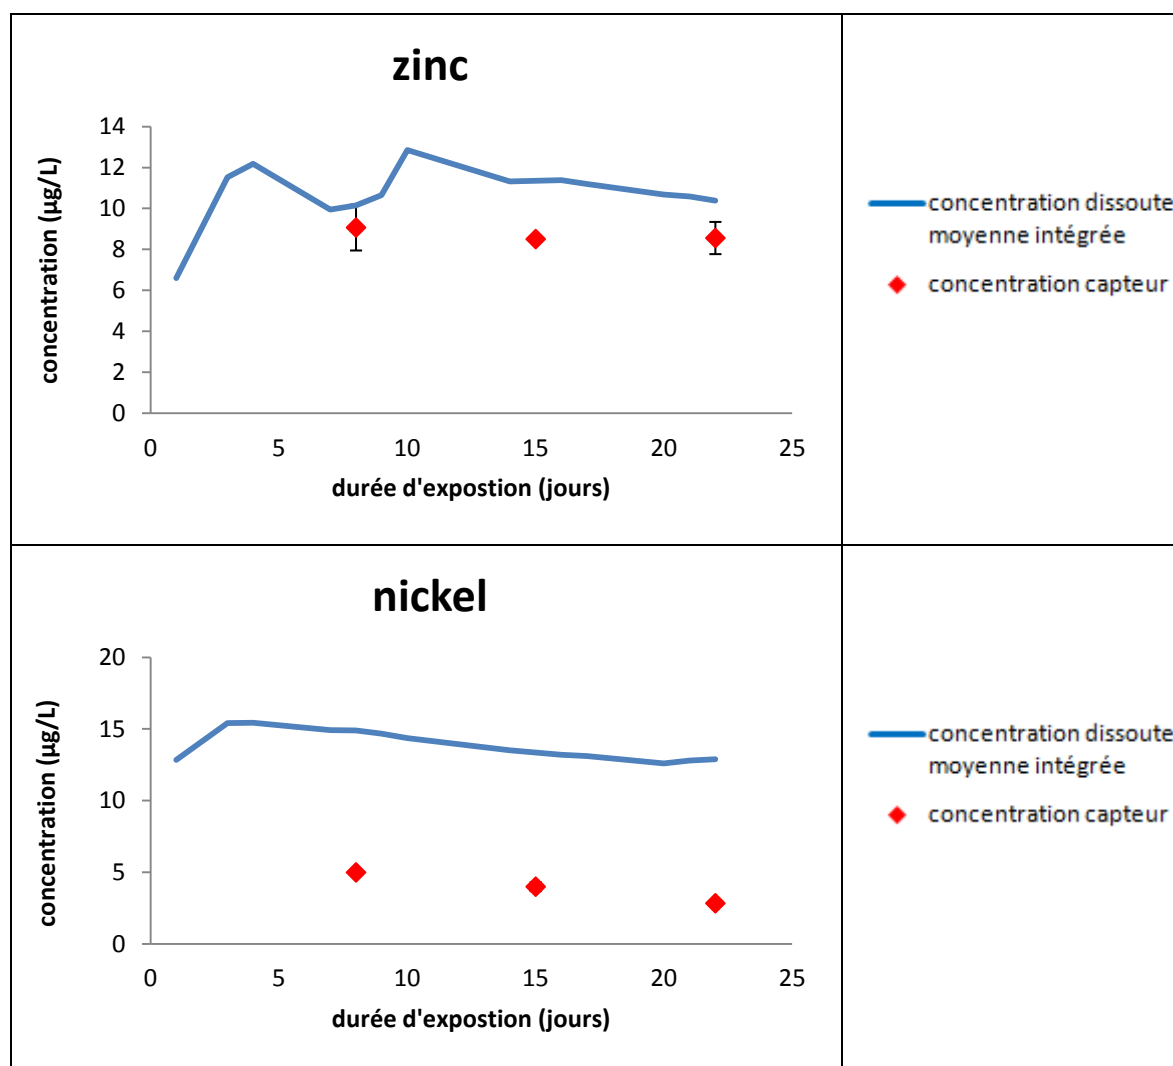 zinc
14
12
10
8
6
4
2
0
concentration (µg/L)
0 5 10 15 20 25
durée d'expostion (jours)
concentration dissoute
moyenne intégrée
concentration capteur
nickel
20
15
10
5
0
concentration (µg/L)
0 5 10 15 20 25
durée d'expostion (jours)
concentration dissoute
moyenne intégrée
concentration capteur